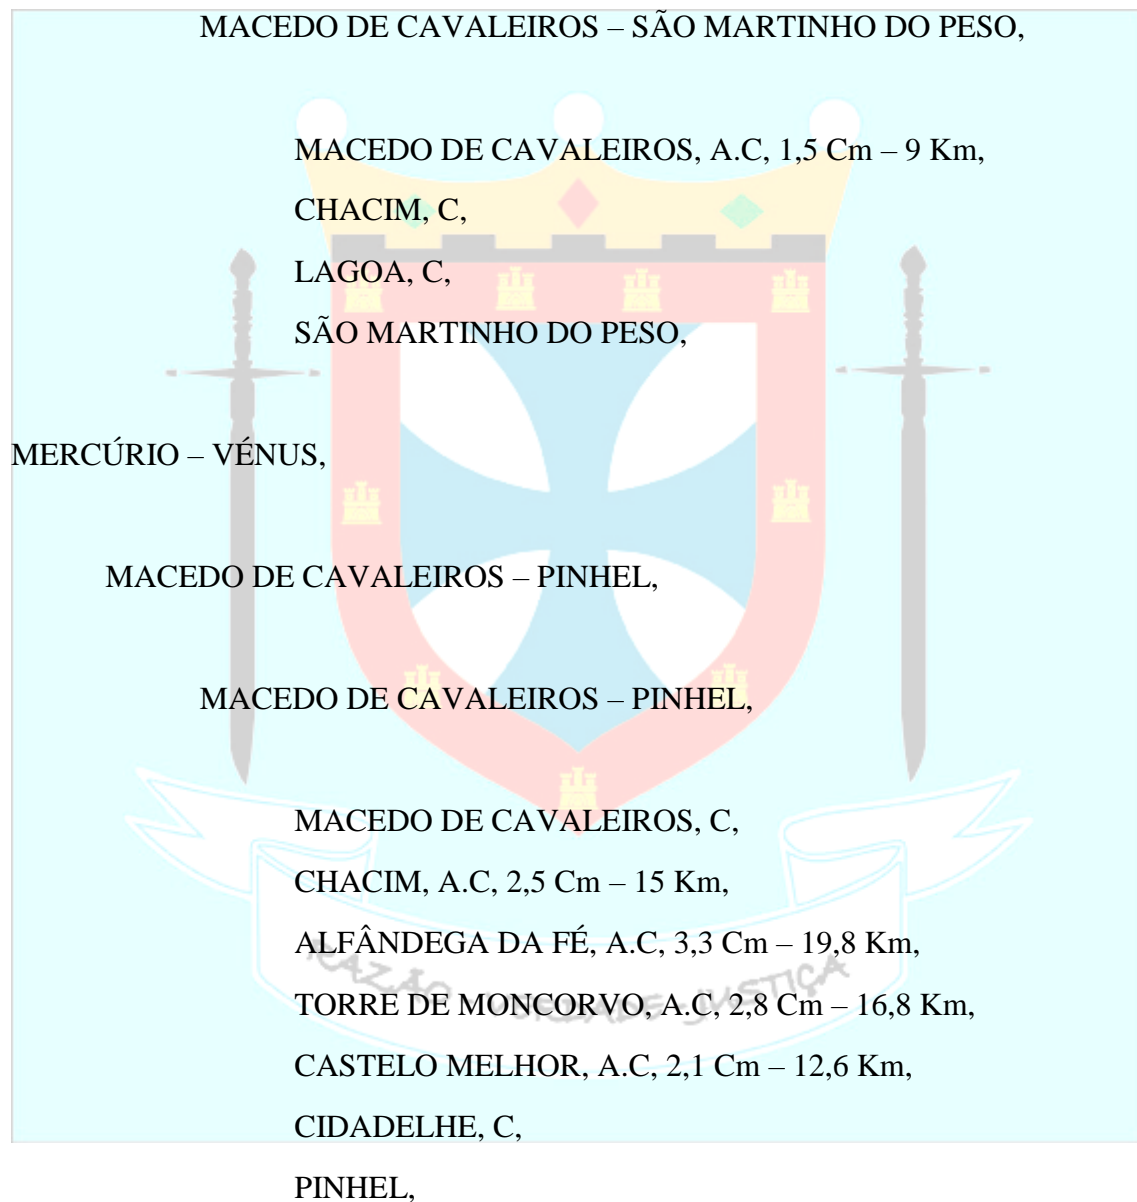 MACEDO DE CAVALEIROS – SÃO MARTINHO DO PESO,
MACEDO DE CAVALEIROS, A.C, 1,5 Cm – 9 Km,
CHACIM, C,
LAGOA, C,
SÃO MARTINHO DO PESO,
MERCÚRIO – VÉNUS,
MACEDO DE CAVALEIROS – PINHEL,
MACEDO DE CAVALEIROS – PINHEL,
MACEDO DE CAVALEIROS, C,
CHACIM, A.C, 2,5 Cm – 15 Km,
ALFÂNDEGA DA FÉ, A.C, 3,3 Cm – 19,8 Km,
TORRE DE MONCORVO, A.C, 2,8 Cm – 16,8 Km,
CASTELO MELHOR, A.C, 2,1 Cm – 12,6 Km,
CIDADELHE, C,
PINHEL,
RAZÃO - VERDADE - JUSTIÇA